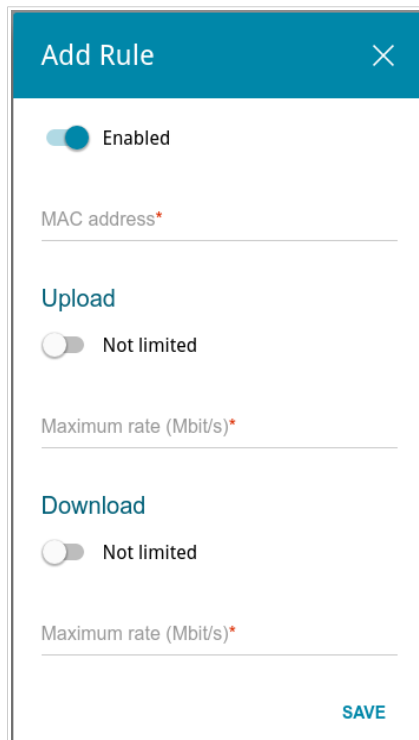 Add Rule
Enabled
MAC address*
Upload
Not limited
Maximum rate (Mbit/s)*
Download
Not limited
Maximum rate (Mbit/s)*
SAVE